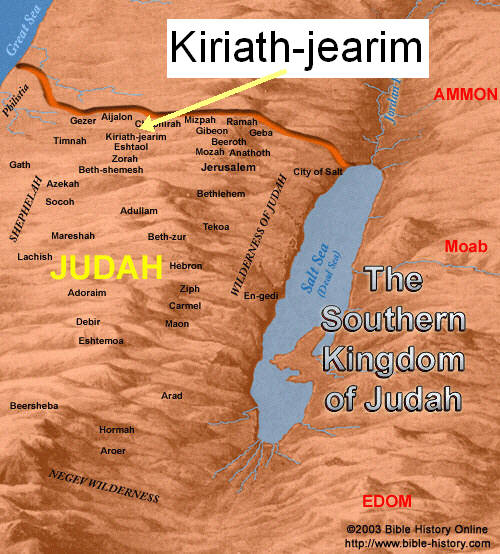 Great Sea
Kiriath-jearim
Jordan
AMMON
Philistia
Gezer
Aijalon
Mizpah
Ramah
Gibeon
Geba
Timnah
Kiriath-jearim
Eshtaol
Beeroth
Zorah
Mozah
Anathoth
Gath
Beth-shemesh
Jerusalem
City of Salt
Azekah
SHEPHELAH
Socoh
Bethlehem
Adullam
WILDERNESS OF JUDAH
Tekoa
Mareshah
Beth-zur
Moab
Lachish
JUDAH
Hebron
Salt Sea
(Dead Sea)
The
Southern
Kingdom
of Judah
Adoraim
Ziph
En-gedi
Carmel
Debir
Maon
Eshtemoa
Arad
Beersheba
Hormah
Aroer
NEGEV WILDERNESS
EDOM
©2003 Bible History Online
http://www.bible-history.com